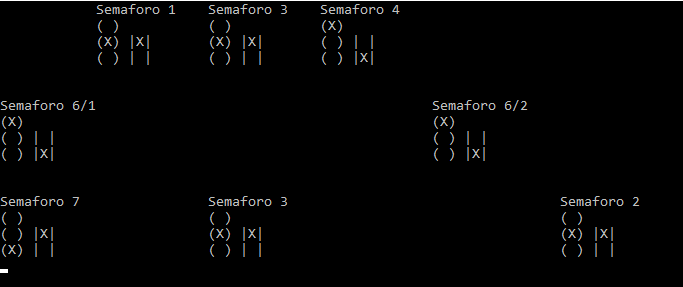 Semaforo 1    Semaforo 3    Semaforo 4
( )           ( )           (X)
(X) |X|       (X) |X|       ( ) | |
( ) | |       ( ) | |       ( ) |X|
Semaforo 6/1                                          Semaforo 6/2
(X)                                                   (X)
( ) | |                                               ( ) | |
( ) |X|                                               ( ) |X|
Semaforo 7                Semaforo 3                                  Semaforo 2
( )                       ( )                                         ( )
( ) |X|                   (X) |X|                                     (X) |X|
(X) | |                   ( ) | |                                     ( ) | |